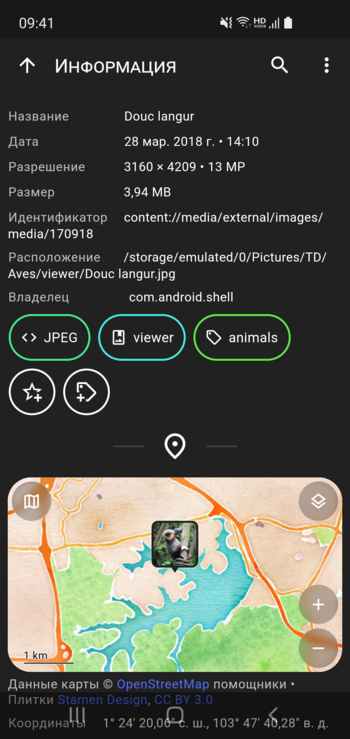 09:41
HD
VOICE
Информация
Название Douc langur
Дата 28 мар. 2018 г. • 14:10
Разрешение 3160 × 4209 • 13 MP
Размер 3,94 MB
Идентификатор content://media/external/images/
media/170918
Расположение /storage/emulated/0/Pictures/TD/
Aves/viewer/Douc langur.jpg
Владелец com.android.shell
JPEG viewer animals
1 km
Данные карты © OpenStreetMap помощники •
Плитки Stamen Design, CC BY 3.0
Координаты 1° 24′ 20,06″ с. ш., 103° 47′ 40,28″ в. д.